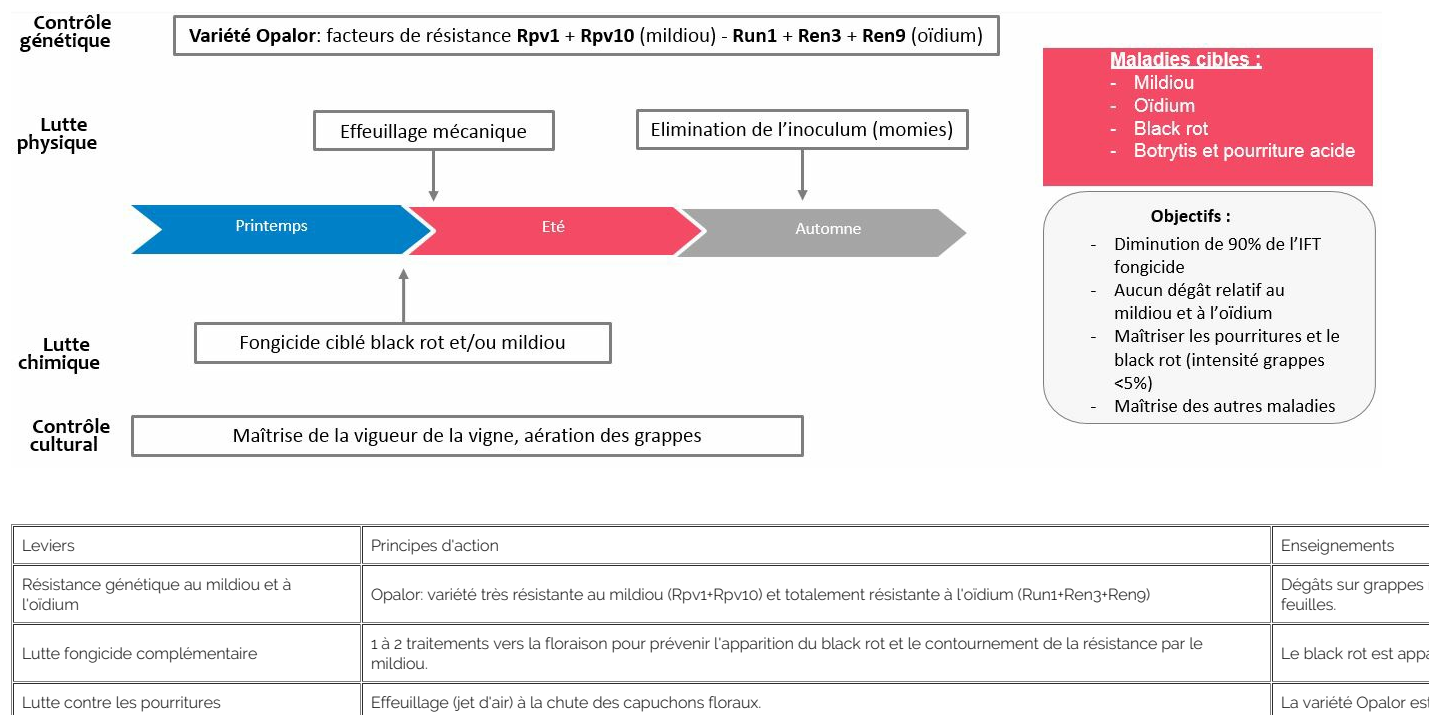 Contrôle
génétique
Variété Opalor: facteurs de résistance Rpv1 + Rpv10 (mildiou) - Run1 + Ren3 + Ren9 (oïdium)
Maladies cibles :
- Mildiou
- Oïdium
- Black rot
- Botrytis et pourriture acide
Lutte
physique
Effeuillage mécanique
Elimination de l'inoculum (momies)
Printemps
Eté
Automne
Objectifs :
- Diminution de 90% de l'IFT
fongicide
- Aucun dégât relatif au
mildiou et à l'oïdium
- Maîtriser les pourritures et le
black rot (intensité grappes
<5%)
- Maîtrise des autres maladies
Lutte
chimique
Fongicide ciblé black rot et/ou mildiou
Contrôle
cultural
Maîtrise de la vigueur de la vigne, aération des grappes
Leviers
Principes d'action
Enseignements
Résistance génétique au mildiou et à
l'oïdium
Opalor: variété très résistante au mildiou (Rpv1+Rpv10) et totalement résistante à l'oïdium (Run1+Ren3+Ren9)
Dégâts sur grappes
feuilles.
Lutte fongicide complémentaire
1 à 2 traitements vers la floraison pour prévenir l'apparition du black rot et le contournement de la résistance par le
mildiou.
Le black rot est appa
Lutte contre les pourritures
Effeuillage (jet d'air) à la chute des capuchons floraux.
La variété Opalor est